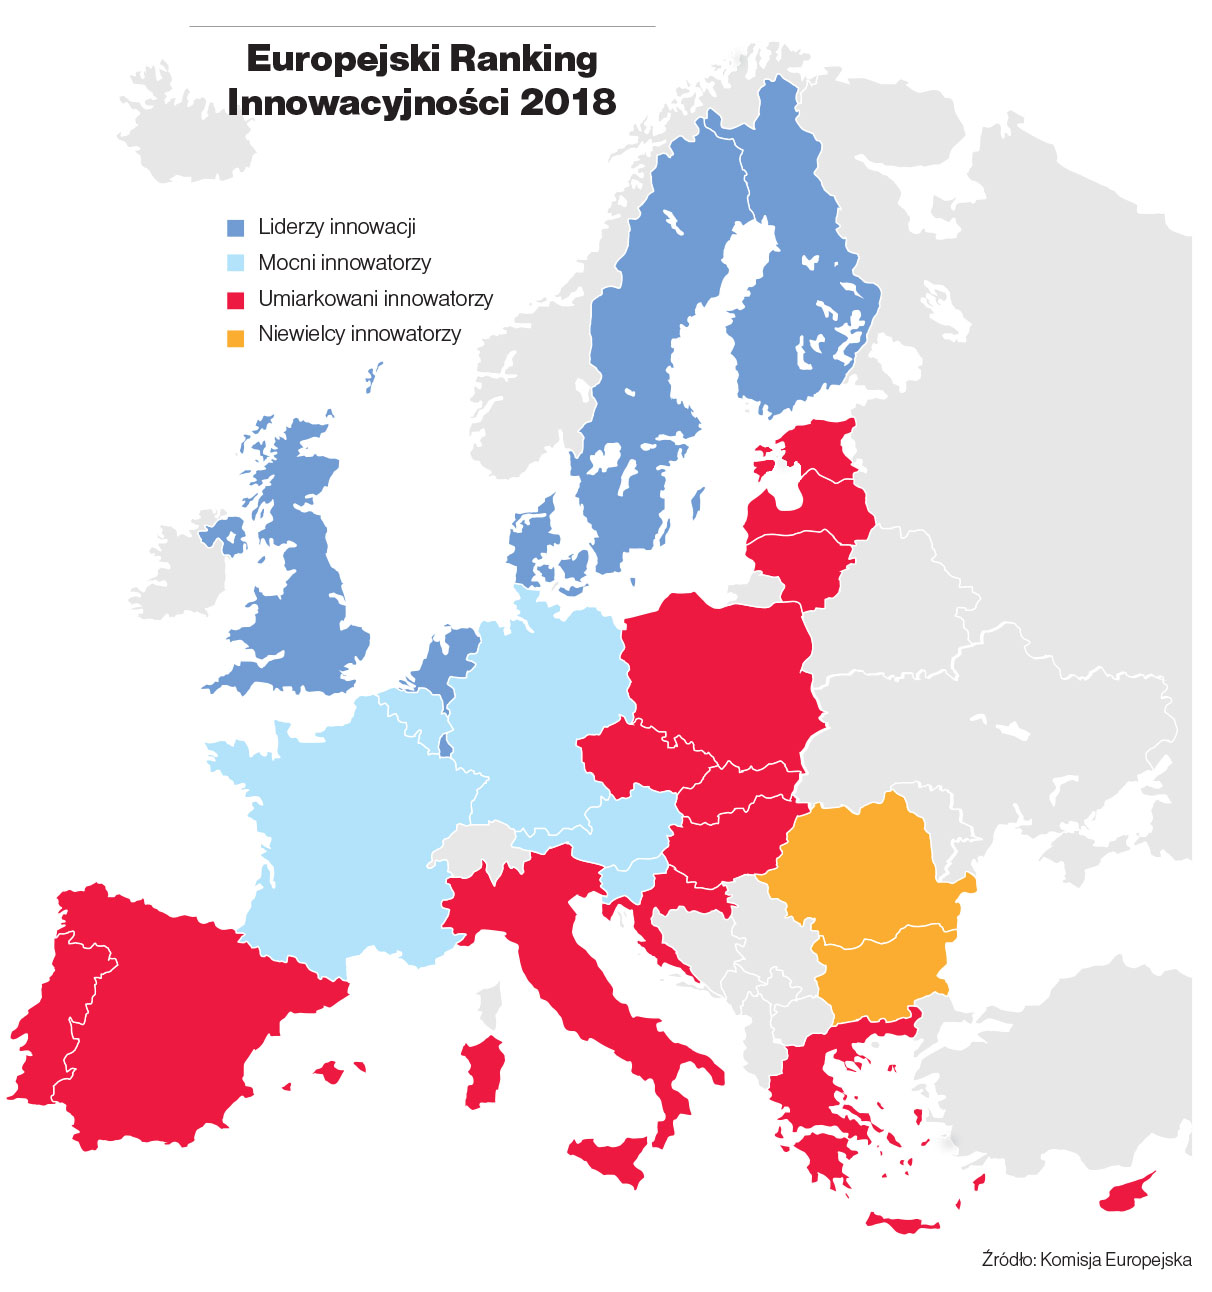 Europejski Ranking
Innowacyjności 2018
Liderzy innowacji
Mocni innowatorzy
Umiarkowani innowatorzy
Niewielcy innowatorzy
Źródło: Komisja Europejska